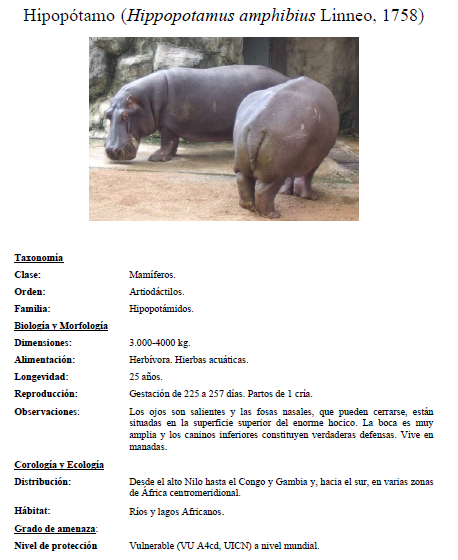 Hipopótamo (Hippopotamus amphibius Linneo, 1758)
Taxonomía
Clase: Mamíferos.
Orden: Artiodáctilos.
Familia: Hipopotámidos.
Biología y Morfología
Dimensiones: 3.000-4000 kg.
Alimentación: Herbívora. Hierbas acuáticas.
Longevidad: 25 años.
Reproducción: Gestación de 225 a 257 días. Partos de 1 cría.
Observaciones: Los ojos son salientes y las fosas nasales, que pueden cerrarse, están
situadas en la superficie superior del enorme hocico. La boca es muy
amplia y los caninos inferiores constituyen verdaderas defensas. Vive en
manadas.
Corología y Ecología
Distribución: Desde el alto Nilo hasta el Congo y Gambia y, hacia el sur, en varias zonas
de África centromeridional.
Hábitat: Ríos y lagos Africanos.
Grado de amenaza:
Nivel de protección Vulnerable (VU A4cd, UICN) a nivel mundial.